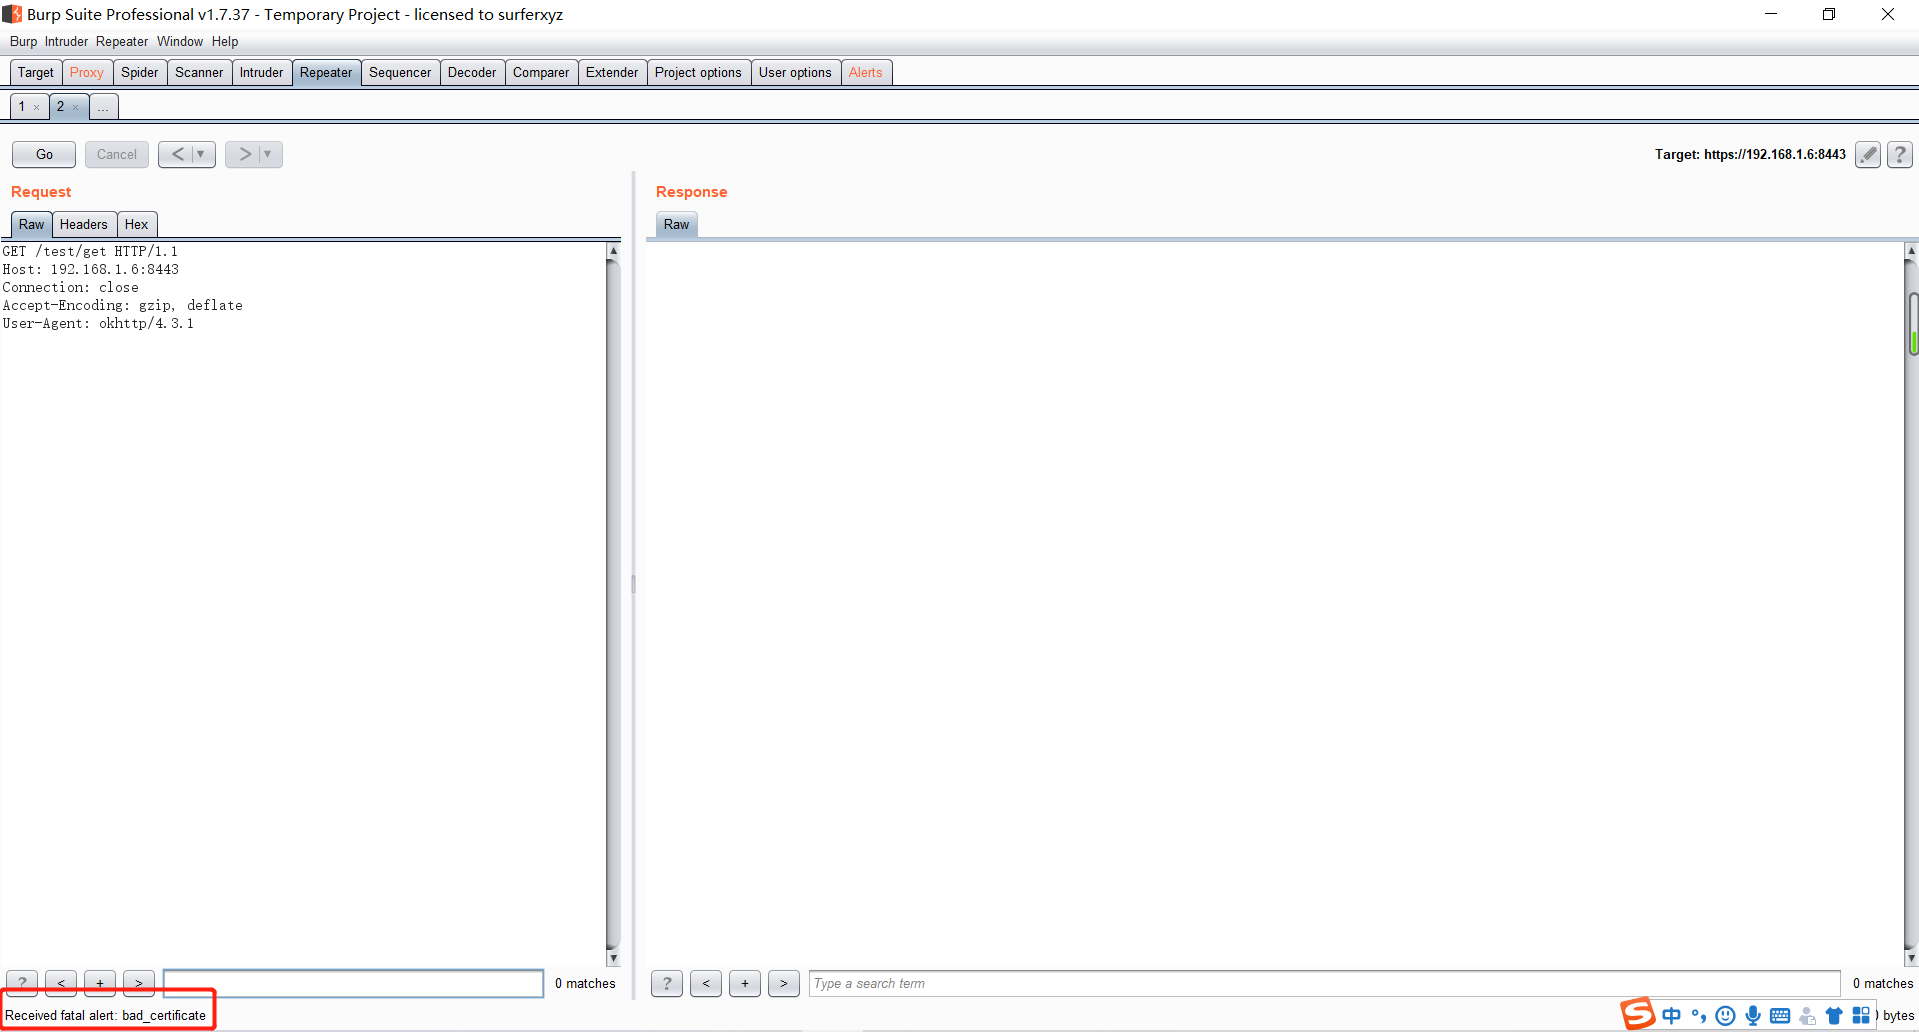 Burp Suite Professional v1.7.37 - Temporary Project - licensed to surferxyz
Burp Intruder Repeater Window Help
Target Proxy Spider Scanner Intruder Repeater Sequencer Decoder Comparer Extender Project options User options Alerts
1 × 2 × ...
Go Cancel < ▼ > ▼ Target: https://192.168.1.6:8443 ?
Request
Raw Headers Hex
GET /test/get HTTP/1.1
Host: 192.168.1.6:8443
Connection: close
Accept-Encoding: gzip, deflate
User-Agent: okhttp/4.3.1
? < + > 0 matches
Response
Raw
? < + > Type a search term 0 matches
Received fatal alert: bad_certificate
S 中 bytes